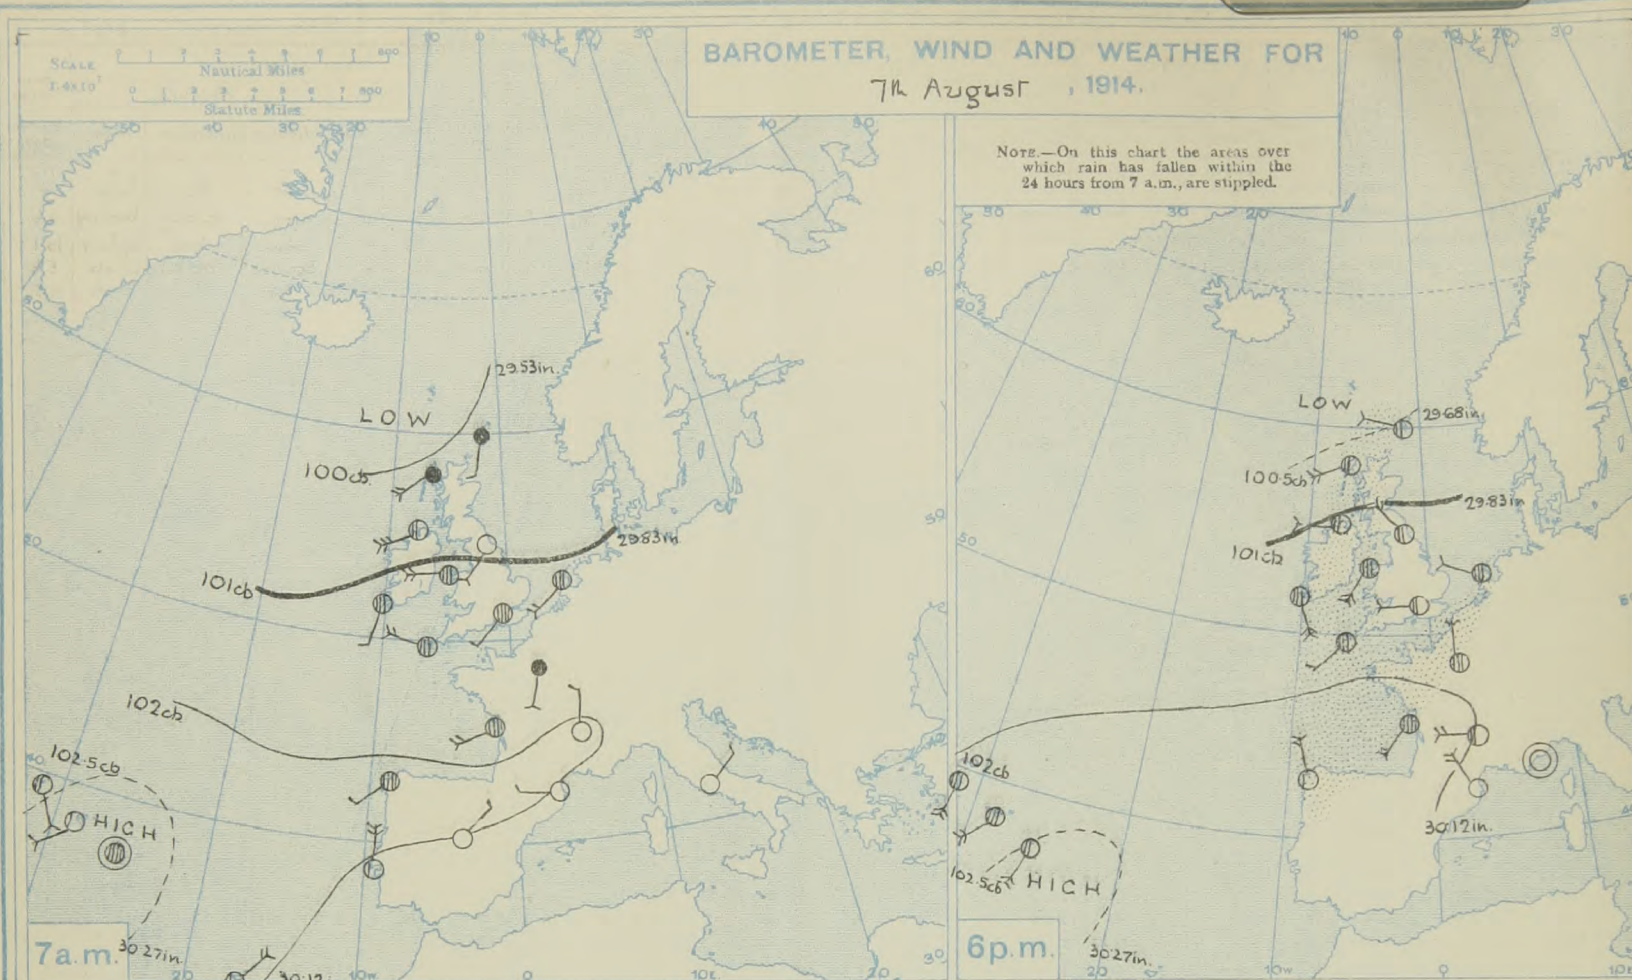 SCALE
1.4x10⁷
Nautical Miles
Statute Miles
BAROMETER, WIND AND WEATHER FOR
7th August , 1914.
NOTE.—On this chart the areas over
which rain has fallen within the
24 hours from 7 a.m., are stippled.
29.53in.
LOW
100cb.
29.83in
101cb
102cb
102.5cb
HIGH
30.27in.
7a.m.
LOW
29.68in
100.5cb
29.83in
101cb
102cb
30.12in.
102.5cb
HIGH
30.27in.
6p.m.